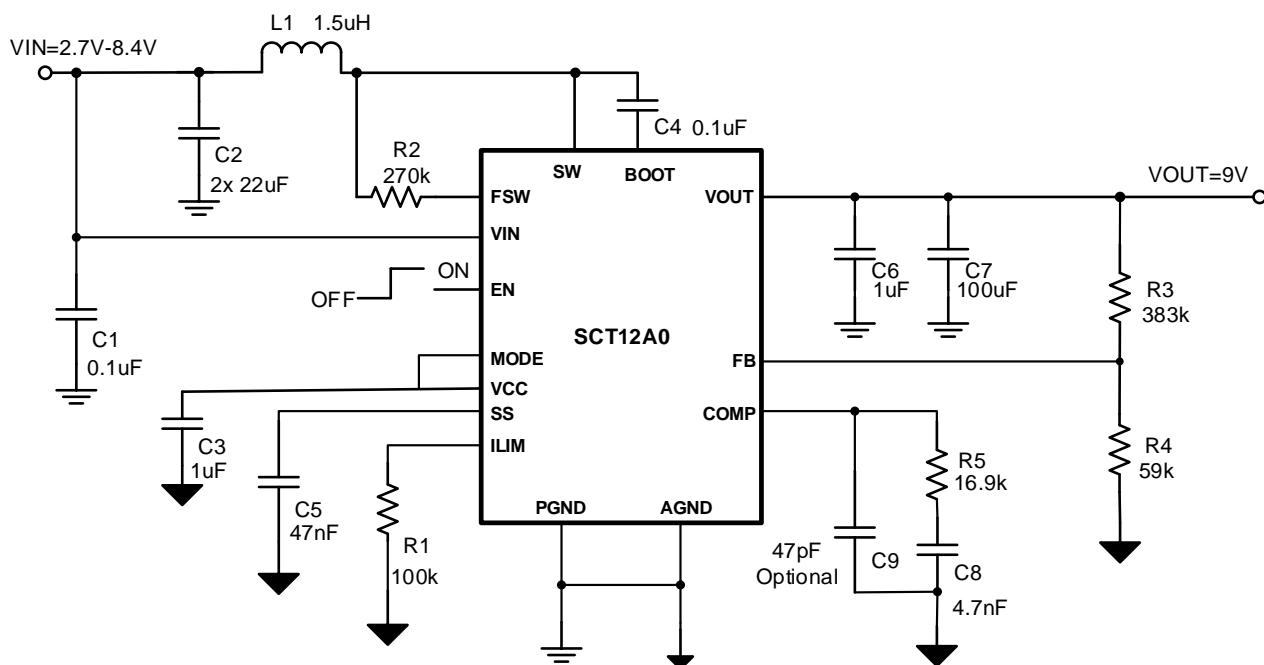 L1 1.5uH
VIN=2.7V-8.4V
C2
2x 22uF
R2
270k
C4 0.1uF
SW
BOOT
FSW
VOUT
VOUT=9V
VIN
ON
OFF
EN
C6
1uF
C7
100uF
R3
383k
C1
0.1uF
SCT12A0
MODE
FB
VCC
SS
COMP
ILIM
C3
1uF
R5
16.9k
R4
59k
C5
47nF
PGND
AGND
R1
100k
47pF
Optional
C9
C8
4.7nF